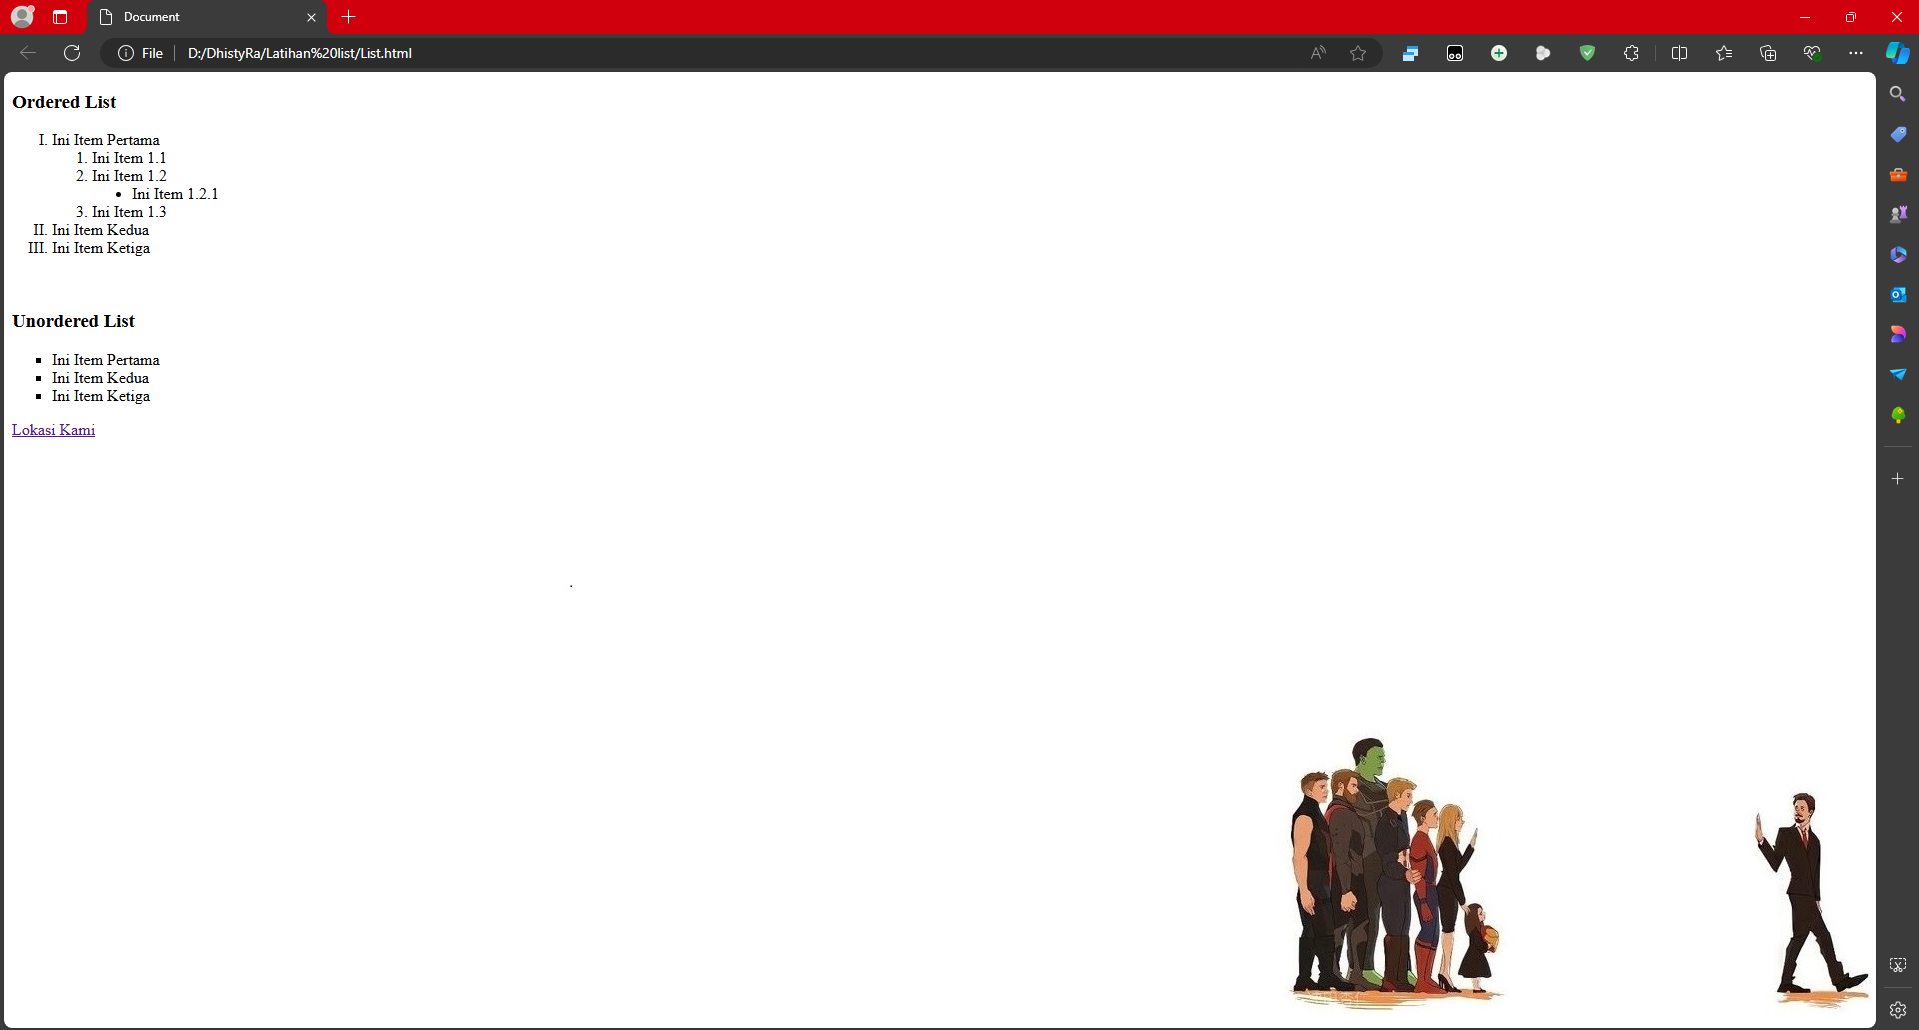 Document
File
D:/DhistyRa/Latihan%20list/List.html
Ordered List
I. Ini Item Pertama
1. Ini Item 1.1
2. Ini Item 1.2
• Ini Item 1.2.1
3. Ini Item 1.3
II. Ini Item Kedua
III. Ini Item Ketiga
Unordered List
▪ Ini Item Pertama
▪ Ini Item Kedua
▪ Ini Item Ketiga
Lokasi Kami